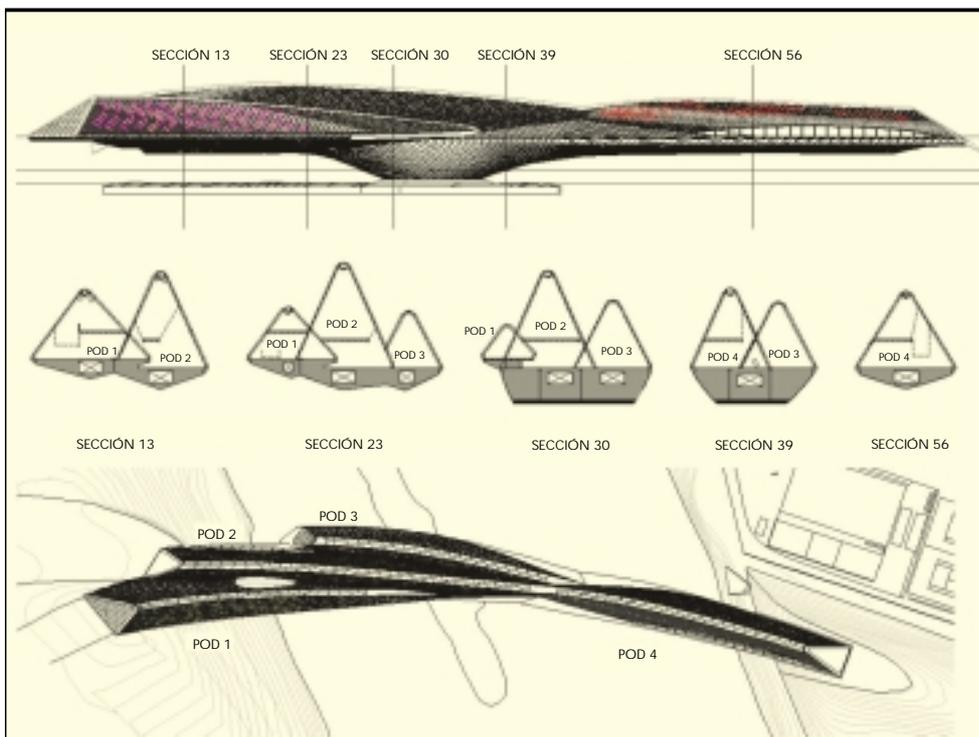 SECCIÓN 13 SECCIÓN 23 SECCIÓN 30 SECCIÓN 39 SECCIÓN 56
POD 1 POD 2
POD 1 POD 2 POD 3
POD 1 POD 2 POD 3
POD 4 POD 3
POD 4
SECCIÓN 13 SECCIÓN 23 SECCIÓN 30 SECCIÓN 39 SECCIÓN 56
POD 3
POD 2
POD 1
POD 4